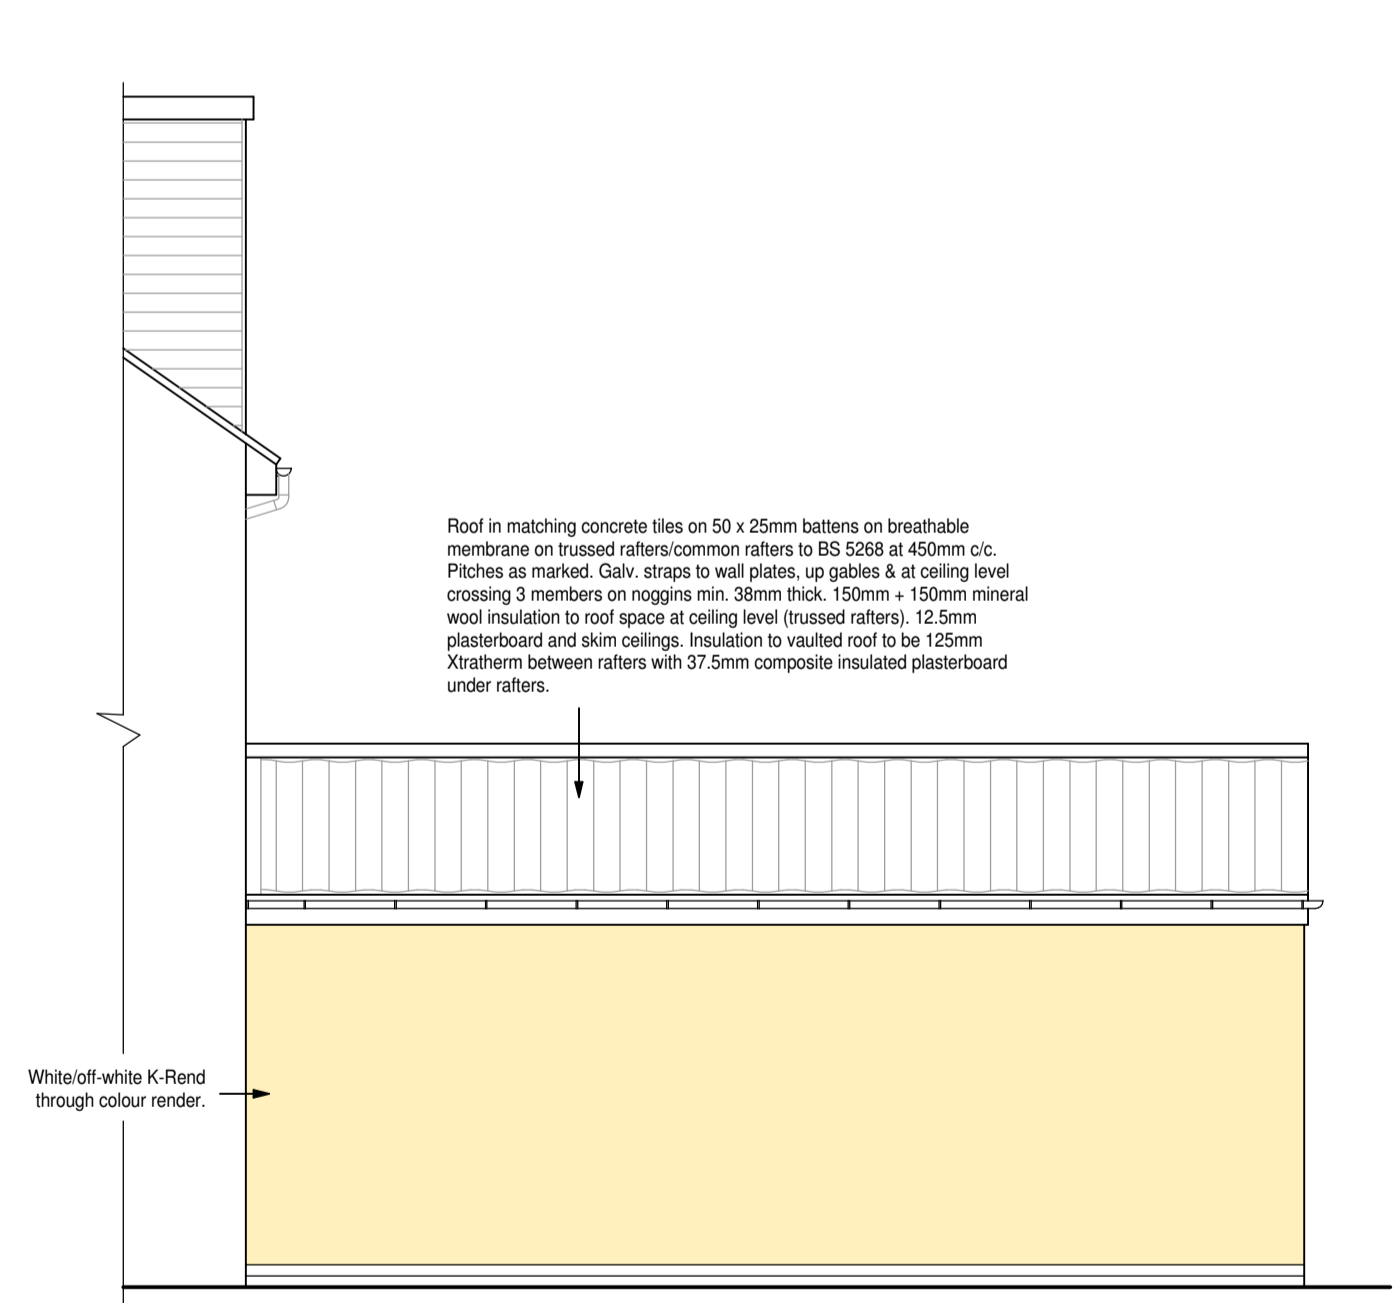 Roof in matching concrete tiles on 50 x 25mm battens on breathable
membrane on trussed rafters/common rafters to BS 5268 at 450mm c/c.
Pitches as marked. Galv. straps to wall plates, up gables & at ceiling level
crossing 3 members on noggins min. 38mm thick. 150mm + 150mm mineral
wool insulation to roof space at ceiling level (trussed rafters). 12.5mm
plasterboard and skim ceilings. Insulation to vaulted roof to be 125mm
Xtratherm between rafters with 37.5mm composite insulated plasterboard
under rafters.
White/off-white K-Rend
through colour render.